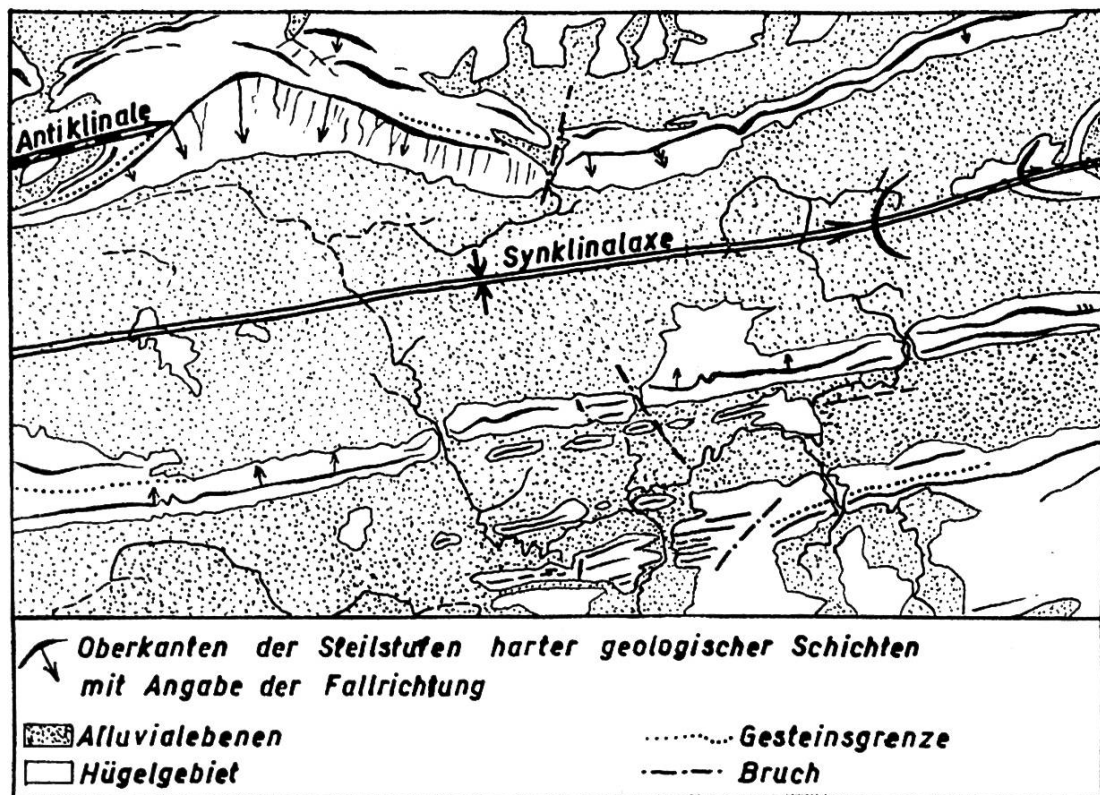 Antiklinale
Synklinalaxe
Oberkanten der Steilstufen harter geologischer Schichten
mit Angabe der Fallrichtung
Alluvialebenen
Gesteinsgrenze
Hügelgebiet
Bruch